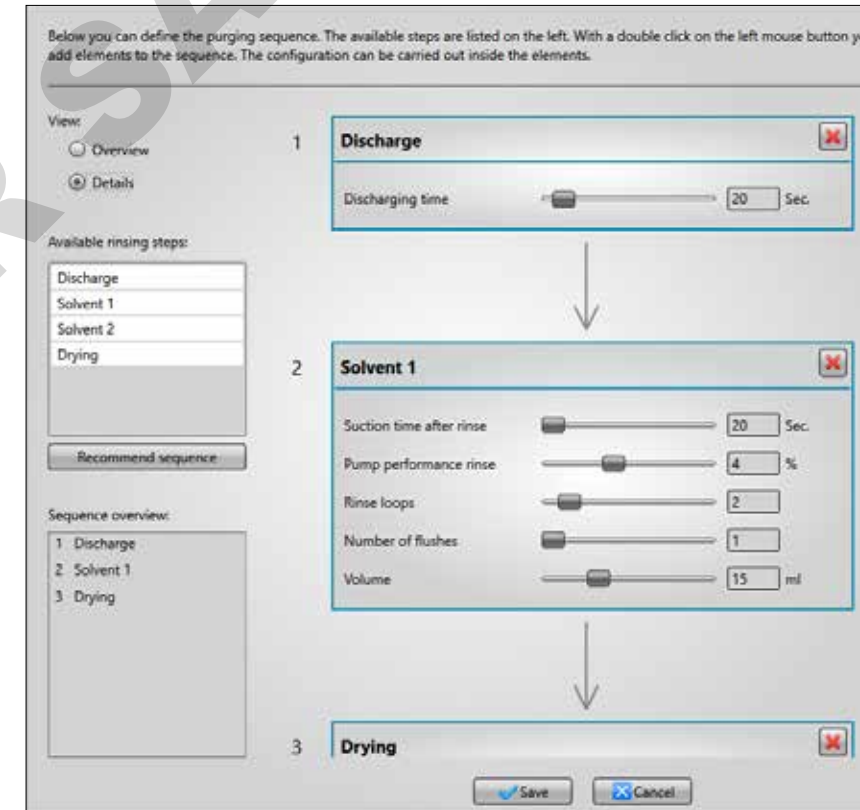 Below you can define the purging sequence. The available steps are listed on the left. With a double click on the left mouse button
add elements to the sequence. The configuration can be carried out inside the elements.
View:
Overview
Details
Available rinsing steps:
Discharge
Solvent 1
Solvent 2
Drying
Recommend sequence
Sequence overview:
1 Discharge
2 Solvent 1
3 Drying
1 Discharge
Discharging time 20 Sec.
2 Solvent 1
Suction time after rinse 20 Sec.
Pump performance rinse 4 %
Rinse loops 2
Number of flushes 1
Volume 15 ml
3 Drying
Save Cancel